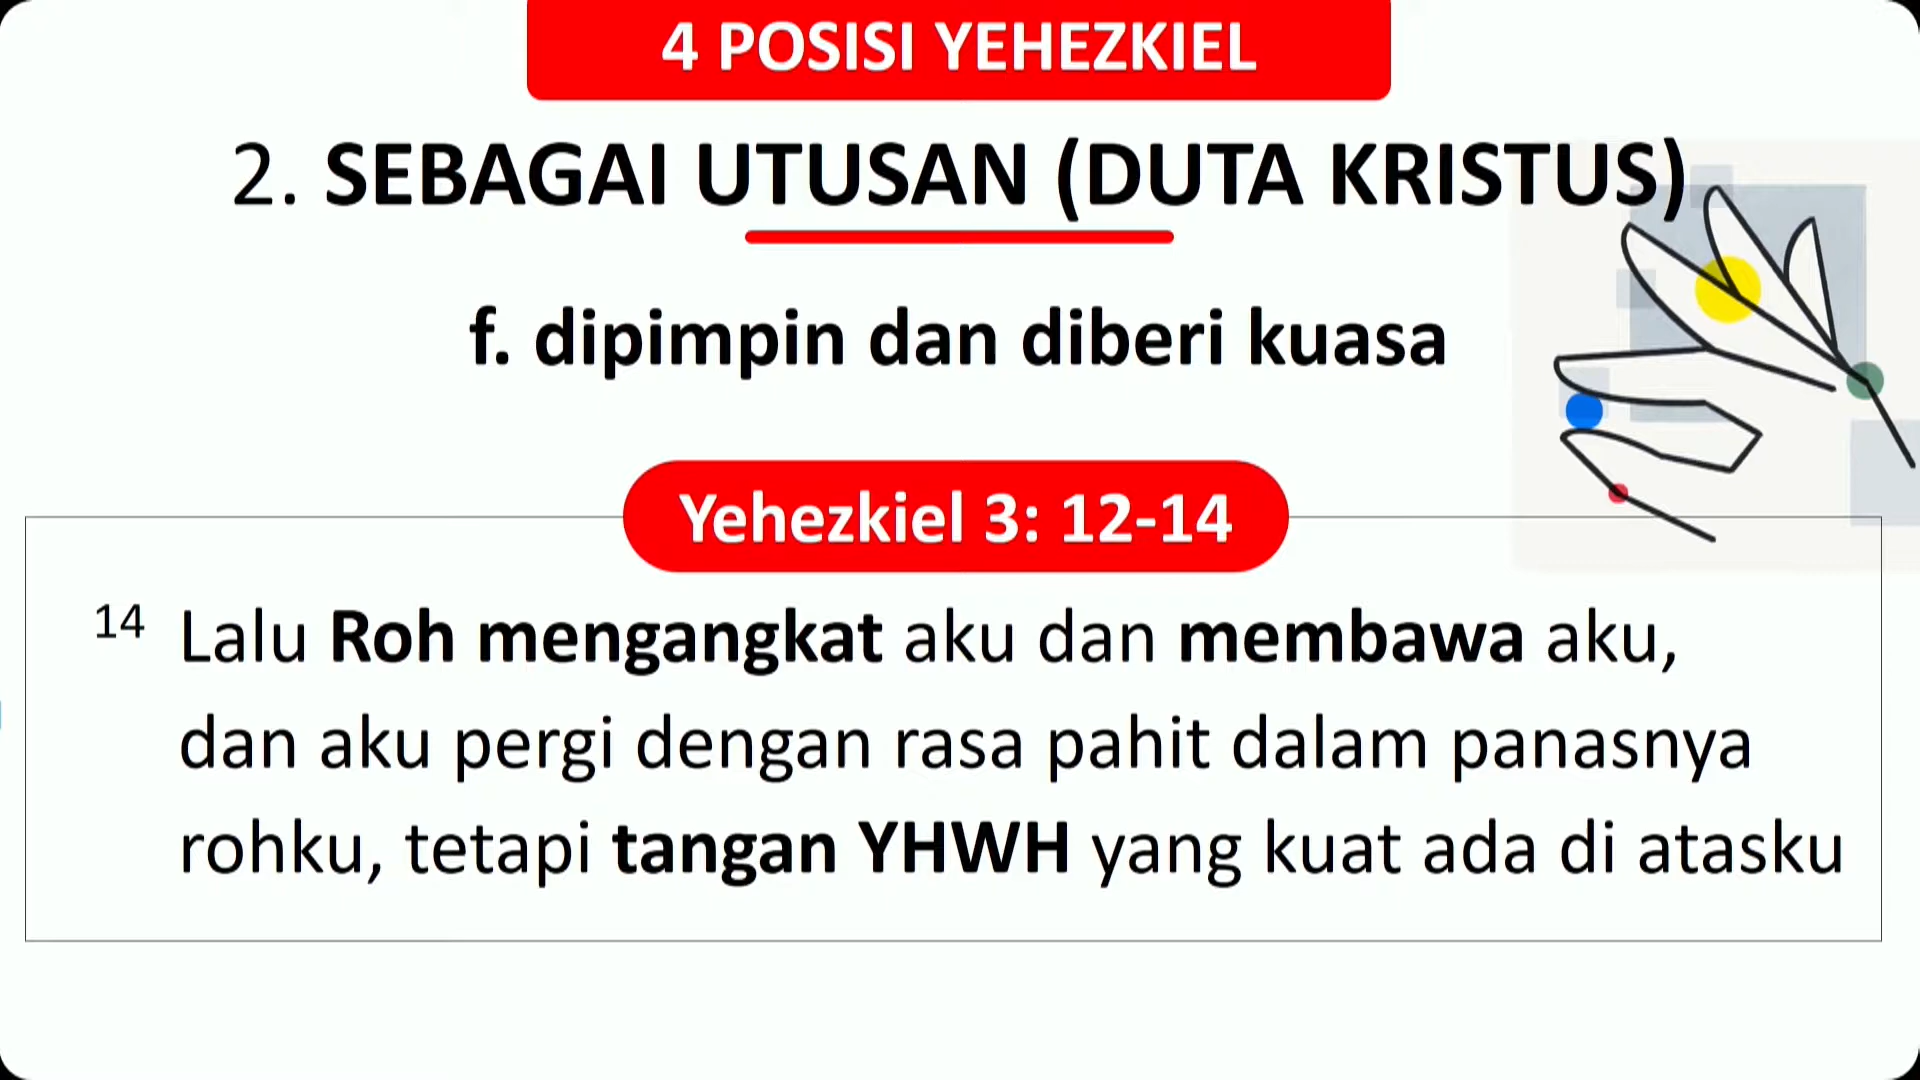 4 POSISI YEHEZKIEL
2. SEBAGAI UTUSAN (DUTA KRISTUS)
f. dipimpin dan diberi kuasa
Yehezkiel 3: 12-14
14 Lalu Roh mengangkat aku dan membawa aku,
dan aku pergi dengan rasa pahit dalam panasnya
rohku, tetapi tangan YHWH yang kuat ada di atasku